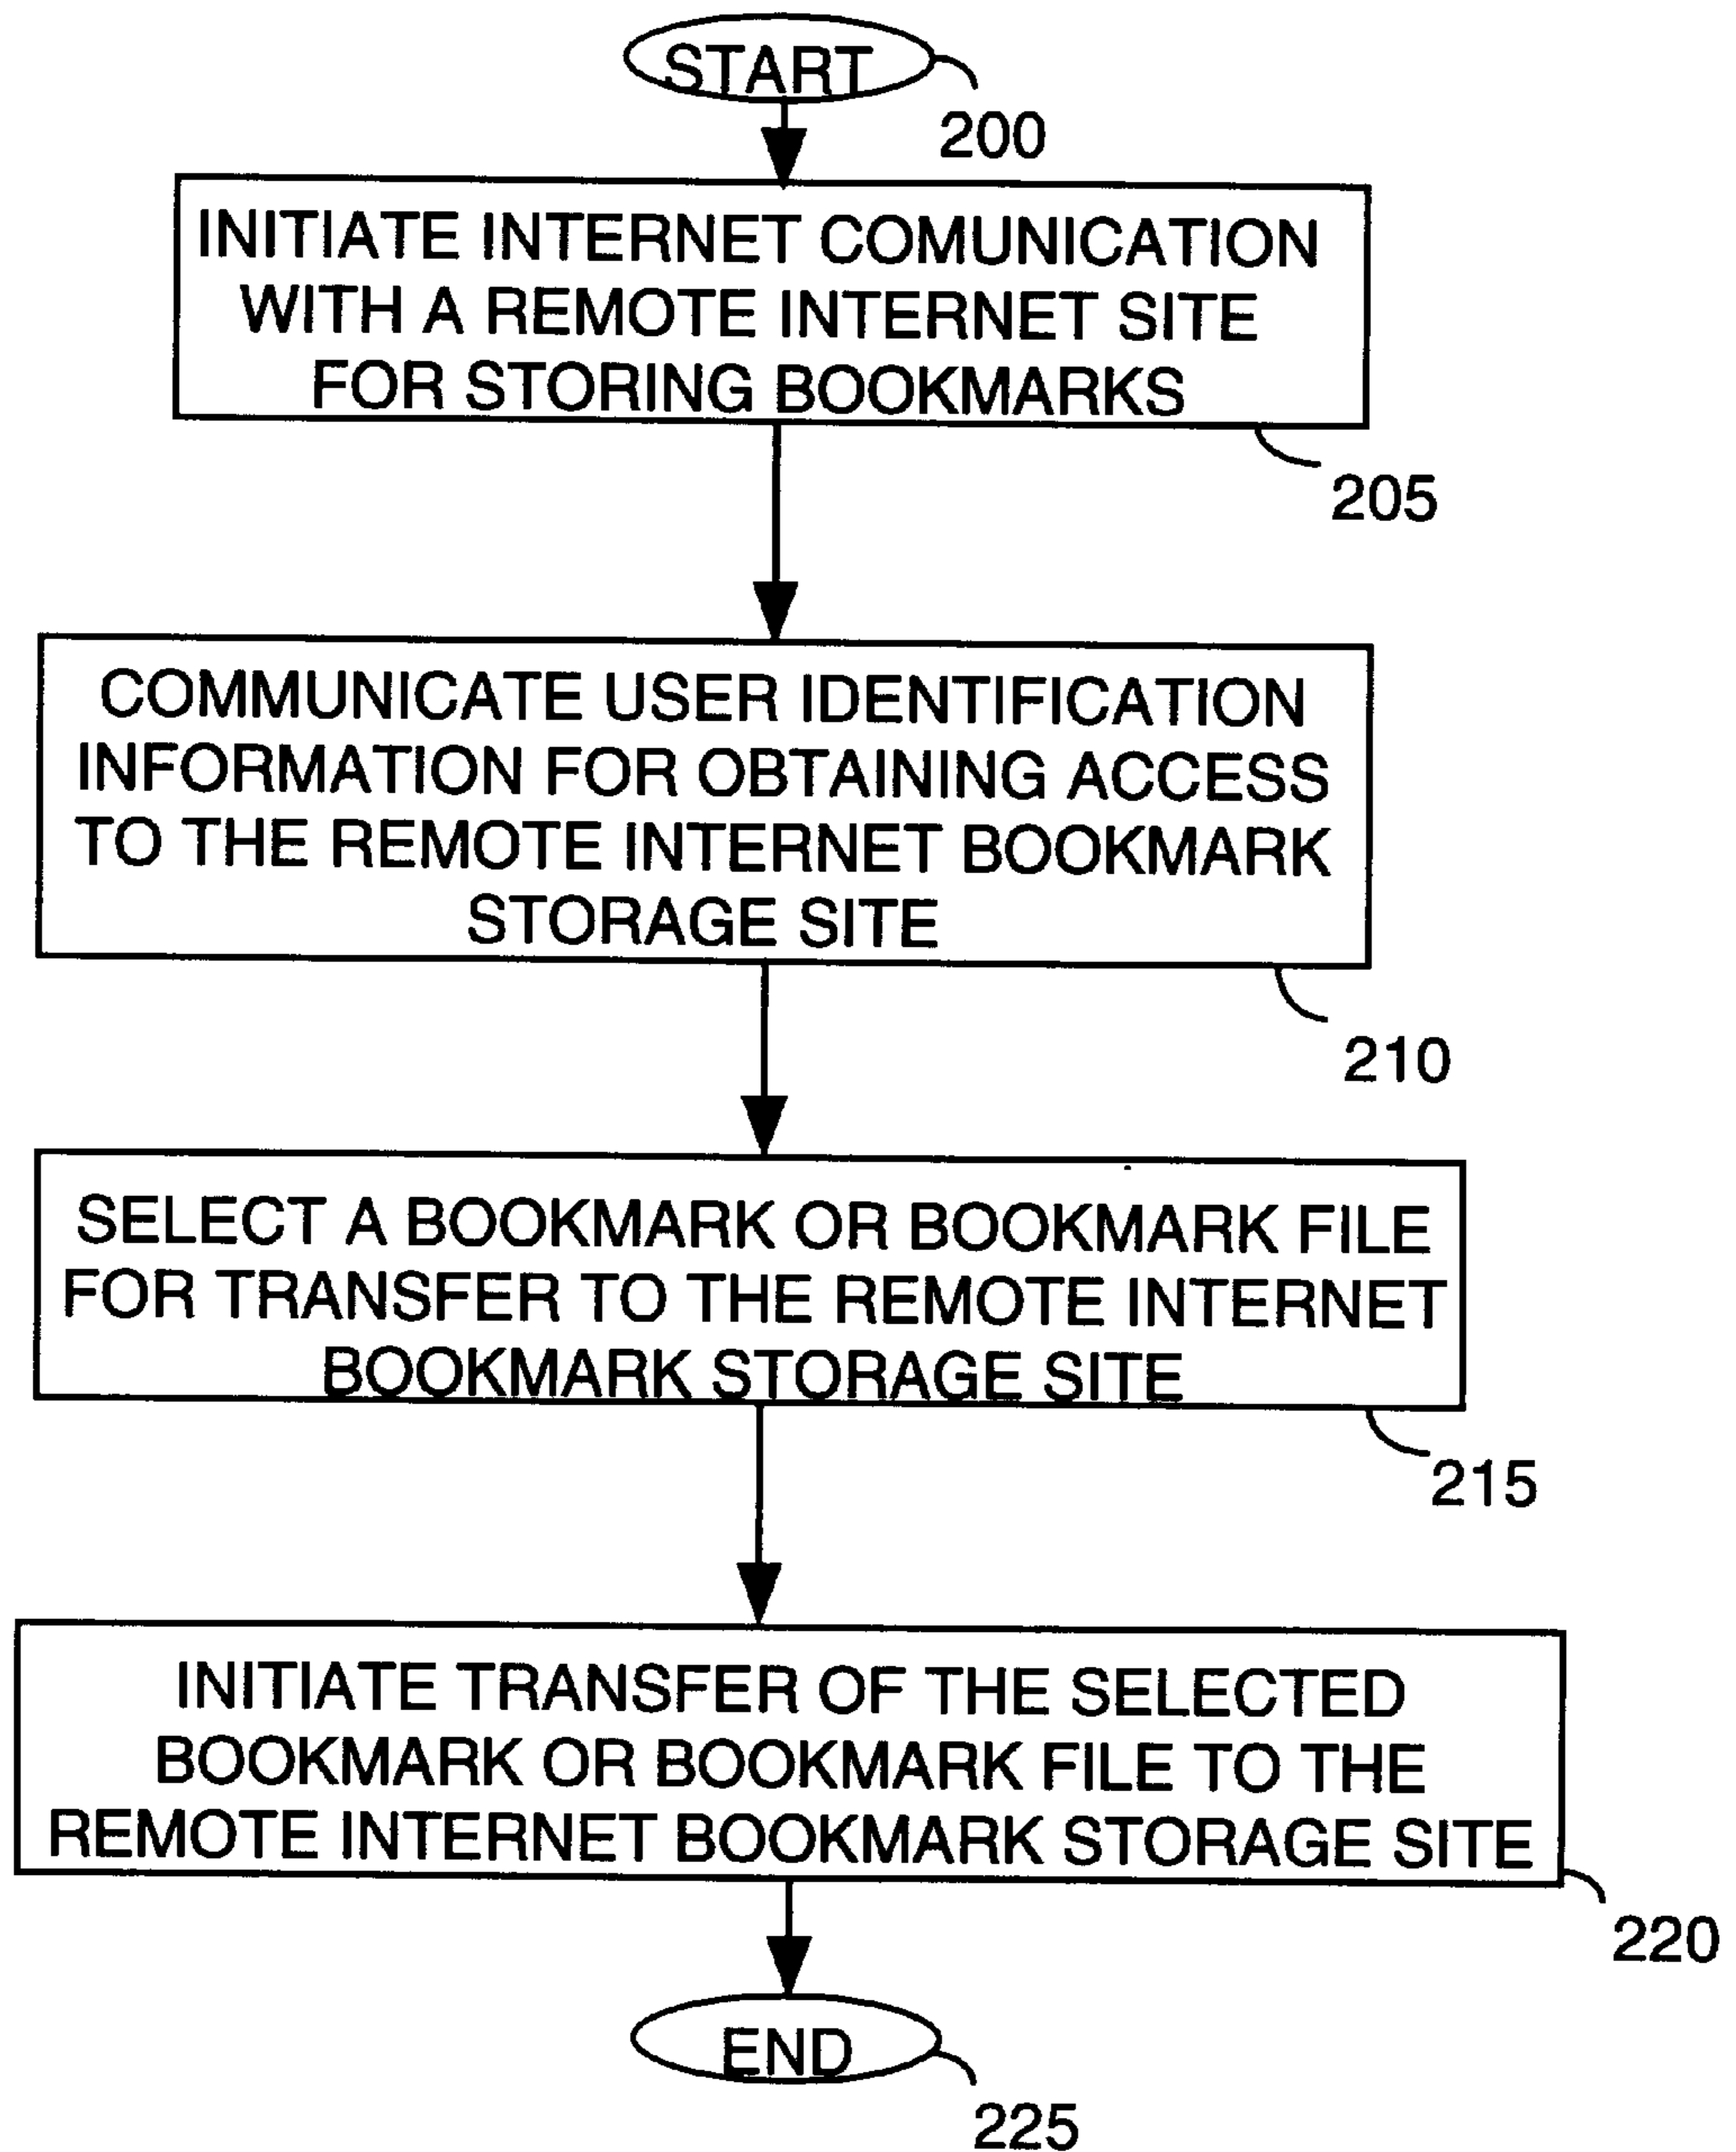 START
200
INITIATE INTERNET COMUNICATION
WITH A REMOTE INTERNET SITE
FOR STORING BOOKMARKS
205
COMMUNICATE USER IDENTIFICATION
INFORMATION FOR OBTAINING ACCESS
TO THE REMOTE INTERNET BOOKMARK
STORAGE SITE
210
SELECT A BOOKMARK OR BOOKMARK FILE
FOR TRANSFER TO THE REMOTE INTERNET
BOOKMARK STORAGE SITE
215
INITIATE TRANSFER OF THE SELECTED
BOOKMARK OR BOOKMARK FILE TO THE
REMOTE INTERNET BOOKMARK STORAGE SITE
220
END
225